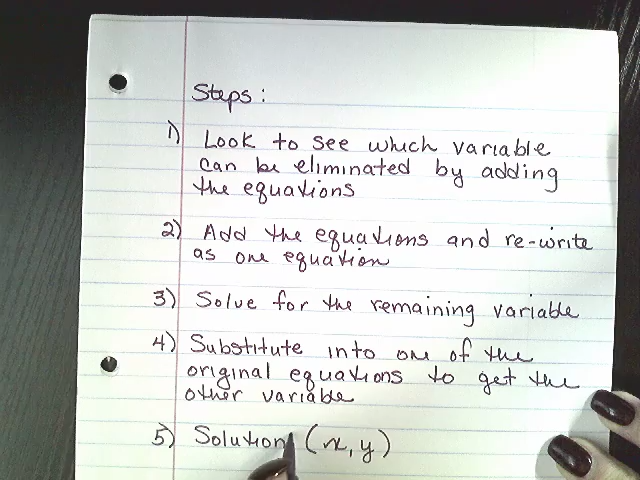 Steps:
1) Look to see which variable
can be eliminated by adding
the equations
2) Add the equations and re-write
as one equation
3) Solve for the remaining variable
4) Substitute into one of the
original equations to get the
other variable
5) Solution (x, y)